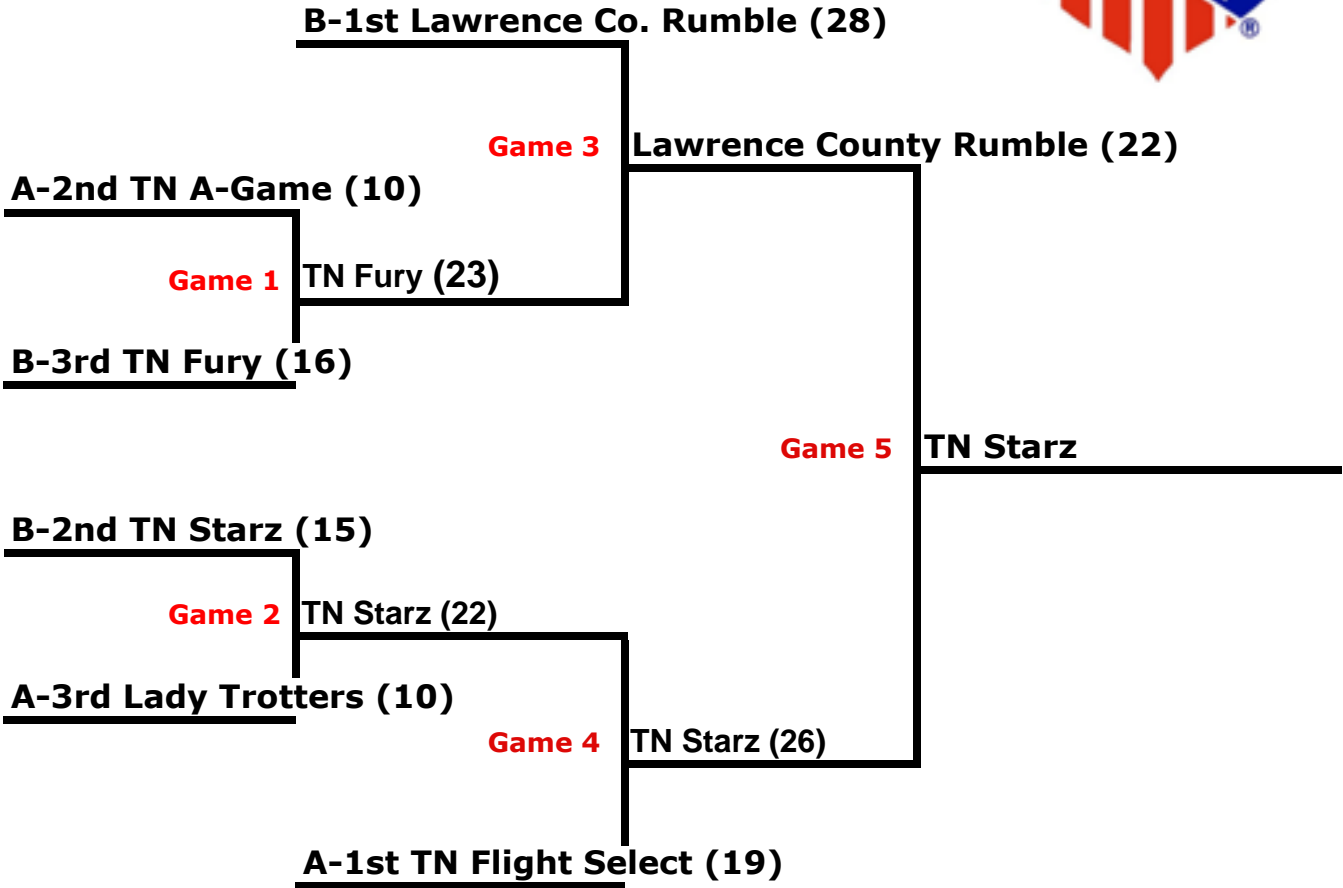 B-1st Lawrence Co. Rumble (28)
®
Game 3
Lawrence County Rumble (22)
A-2nd TN A-Game (10)
Game 1
TN Fury (23)
B-3rd TN Fury (16)
Game 5
TN Starz
B-2nd TN Starz (15)
Game 2
TN Starz (22)
A-3rd Lady Trotters (10)
Game 4
TN Starz (26)
A-1st TN Flight Select (19)